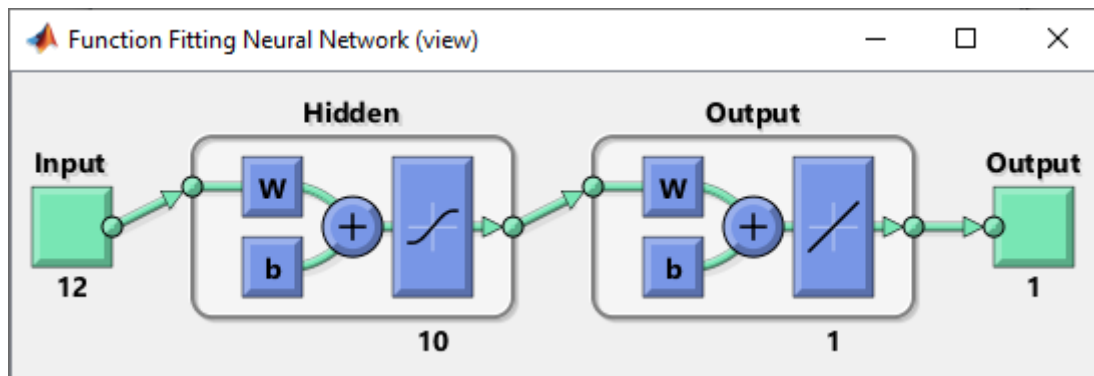 Function Fitting Neural Network (view)
Hidden
Output
Input
Output
W
W
+
+
b
b
12
1
10
1